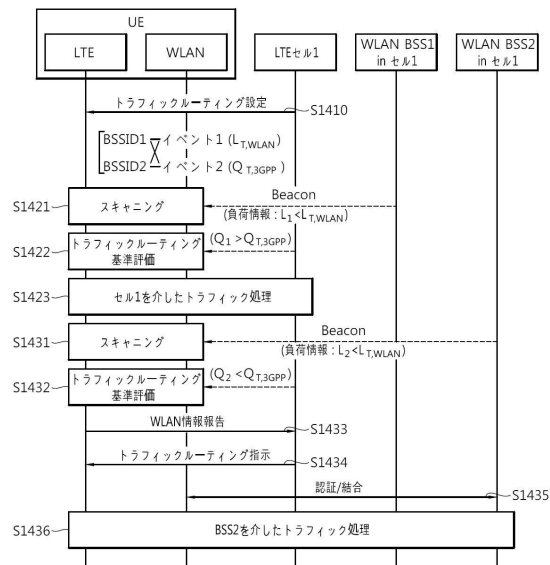 UE
LTE
WLAN
LTEセル1
WLAN BSS1
in セル1
WLAN BSS2
in セル1
トラフィックルーティング設定
S1410
BSSID1 イベント1 (L T,WLAN)
BSSID2 イベント2 (Q T,3GPP )
S1421
スキャニング
Beacon
(負荷情報：L1<LT,WLAN)
S1422
トラフィックルーティング
基準評価
(Q1 >QT,3GPP)
S1423
セル1を介したトラフィック処理
S1431
スキャニング
Beacon
(負荷情報：L2<LT,WLAN)
S1432
トラフィックルーティング
基準評価
(Q2 <QT,3GPP)
WLAN情報報告
S1433
トラフィックルーティング指示
S1434
認証/結合
S1435
S1436
BSS2を介したトラフィック処理